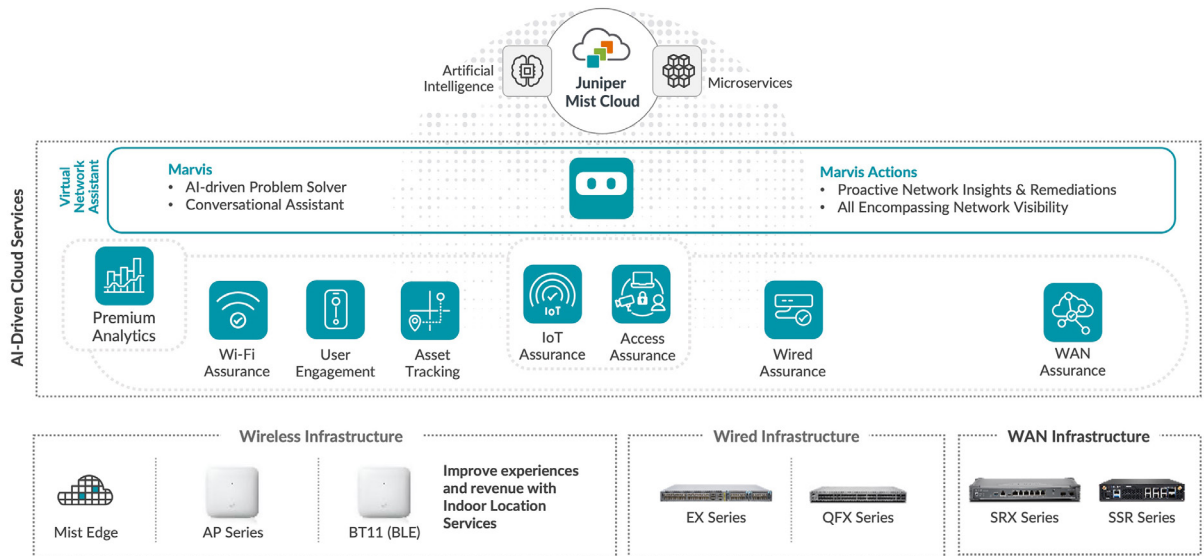 Artificial
Intelligence
Juniper
Mist Cloud
Microservices
AI-Driven Cloud Services
Virtual
Network
Assistant
Marvis
• AI-driven Problem Solver
• Conversational Assistant
Marvis Actions
• Proactive Network Insights & Remediations
• All Encompassing Network Visibility
Premium
Analytics
Wi-Fi
Assurance
User
Engagement
Asset
Tracking
IoT
IoT
Assurance
Access
Assurance
Wired
Assurance
WAN
Assurance
Wireless Infrastructure
Mist Edge
AP Series
BT11 (BLE)
Improve experiences
and revenue with
Indoor Location
Services
Wired Infrastructure
EX Series
QFX Series
WAN Infrastructure
SRX Series
SSR Series